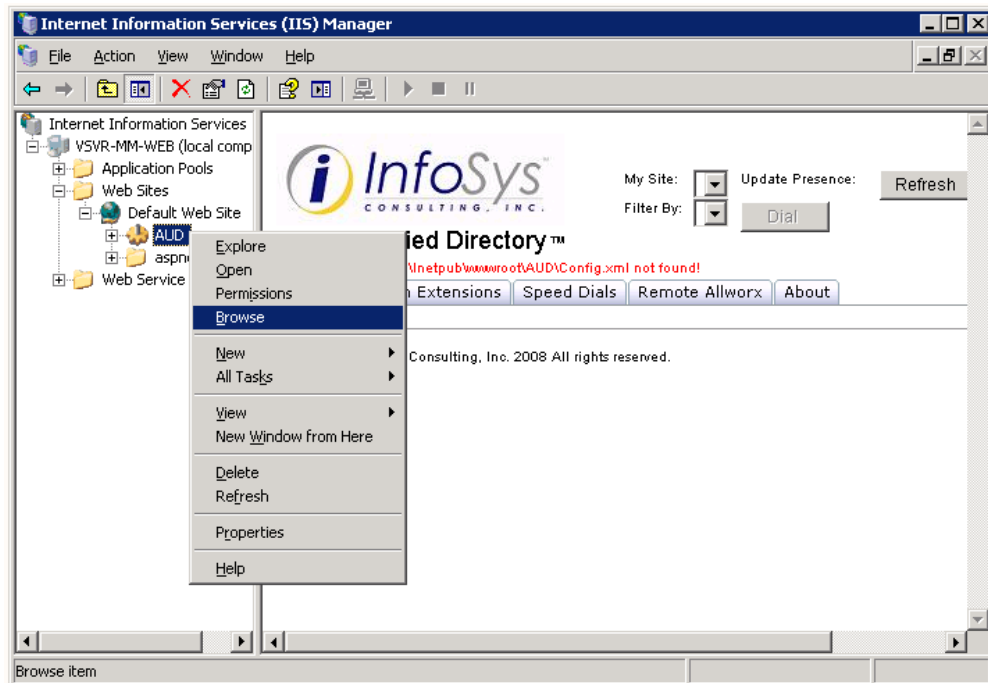 Internet Information Services (IIS) Manager
File Action View Window Help
Internet Information Services
VSVR-MM-WEB (local comp
Application Pools
Web Sites
Default Web Site
AUD
aspn
Web Service
Explore
Open
Permissions
Browse
New
All Tasks
View
New Window from Here
Delete
Refresh
Properties
Help
i InfoSys™
CONSULTING, INC.
My Site:
Update Presence:
Refresh
Filter By:
Dial
ied Directory™
\Inetpub\wwwroot\AUD\Config.xml not found!
n Extensions Speed Dials Remote Allworx About
Consulting, Inc. 2008 All rights reserved.
Browse item